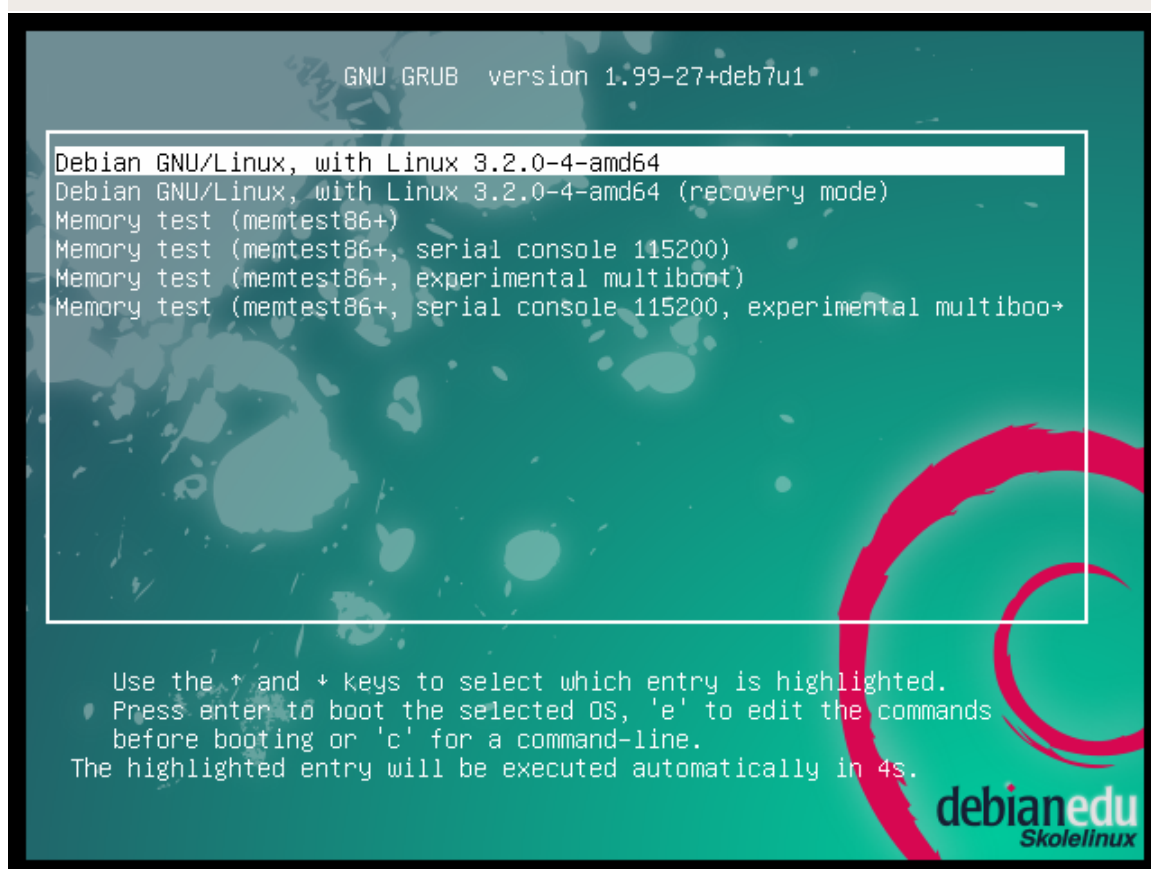 GNU GRUB  version 1.99-27+deb7u1
Debian GNU/Linux, with Linux 3.2.0-4-amd64
Debian GNU/Linux, with Linux 3.2.0-4-amd64 (recovery mode)
Memory test (memtest86+)
Memory test (memtest86+, serial console 115200)
Memory test (memtest86+, experimental multiboot)
Memory test (memtest86+, serial console 115200, experimental multiboo→
Use the ↑ and ↓ keys to select which entry is highlighted.
Press enter to boot the selected OS, 'e' to edit the commands
before booting or 'c' for a command-line.
The highlighted entry will be executed automatically in 4s.
debianedu
Skolelinux